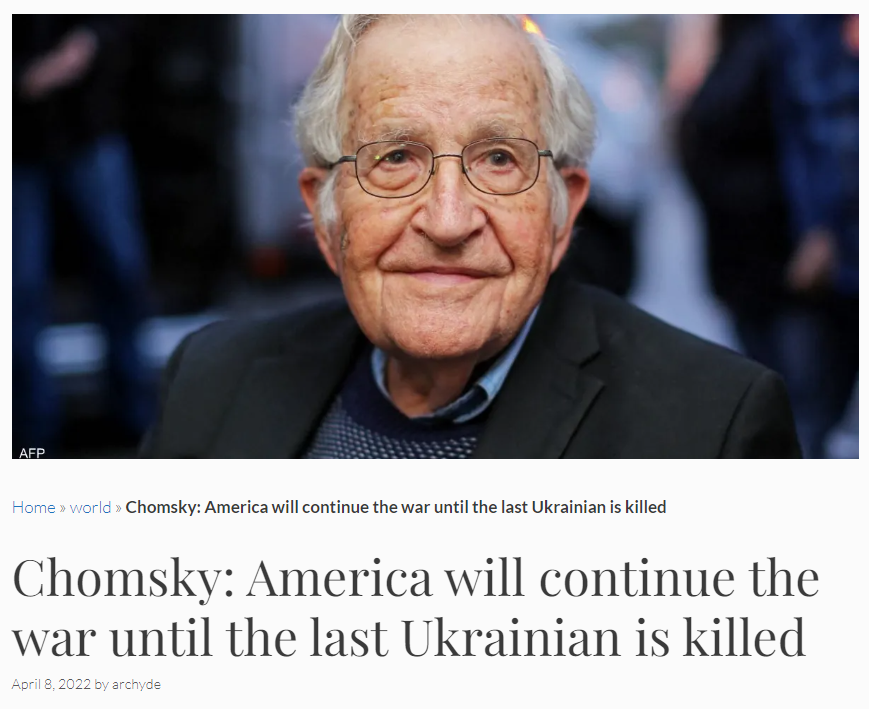 AFP
Home » world » Chomsky: America will continue the war until the last Ukrainian is killed
Chomsky: America will continue the
war until the last Ukrainian is killed
April 8, 2022 by archyde